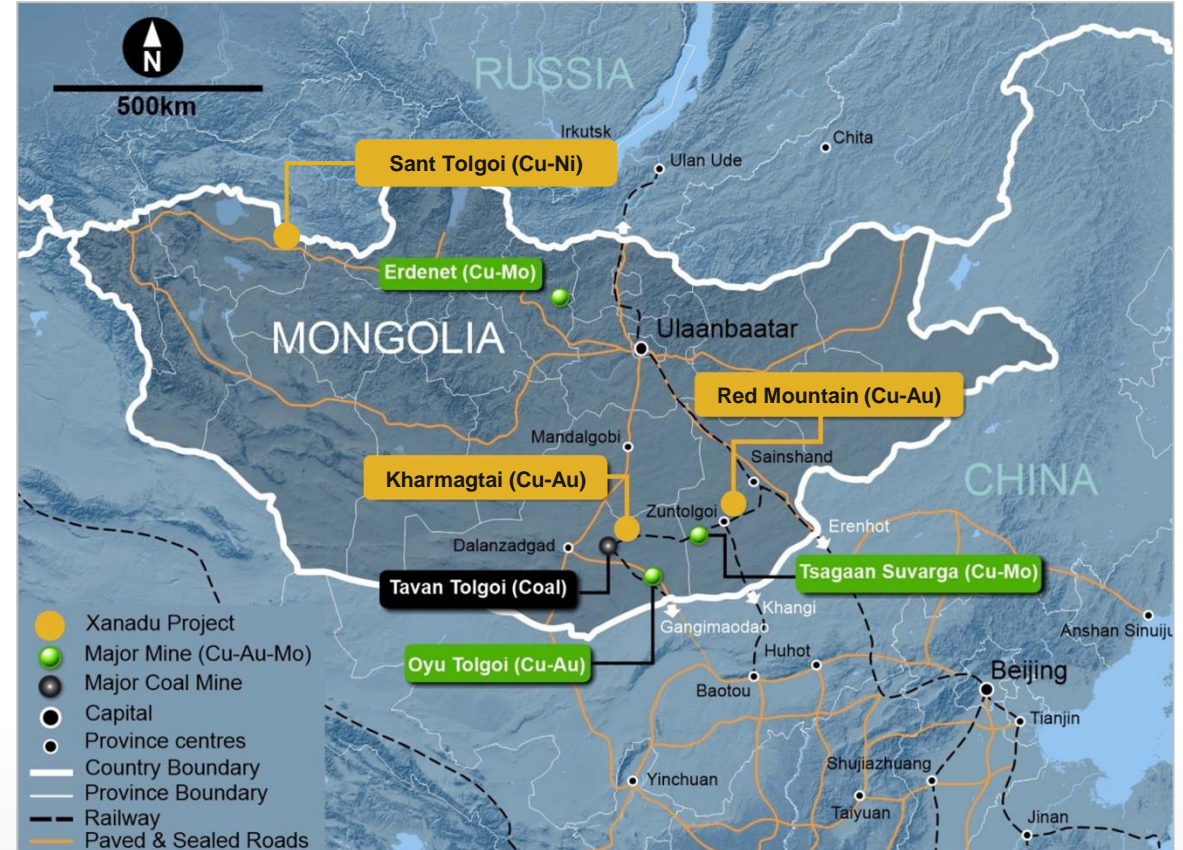 N
500km
RUSSIA
Irkutsk
Chita
Sant Tolgoi (Cu-Ni)
Ulan Ude
Erdenet (Cu-Mo)
MONGOLIA
Ulaanbaatar
Red Mountain (Cu-Au)
Mandalgobi
Sainshand
Kharmagtai (Cu-Au)
CHINA
Zuntolgoi
Erenhot
Dalanzadgad
Tavan Tolgoi (Coal)
Tsagaan Suvarga (Cu-Mo)
Khangi
Gangimaodao
Anshan Sinuiju
Oyu Tolgoi (Cu-Au)
Huhot
Baotou
Beijing
Tianjin
Shujiazhuang
Yinchuan
Taiyuan
Jinan
Xanadu Project
Major Mine (Cu-Au-Mo)
Major Coal Mine
Capital
Province centres
Country Boundary
Province Boundary
Railway
Paved & Sealed Roads